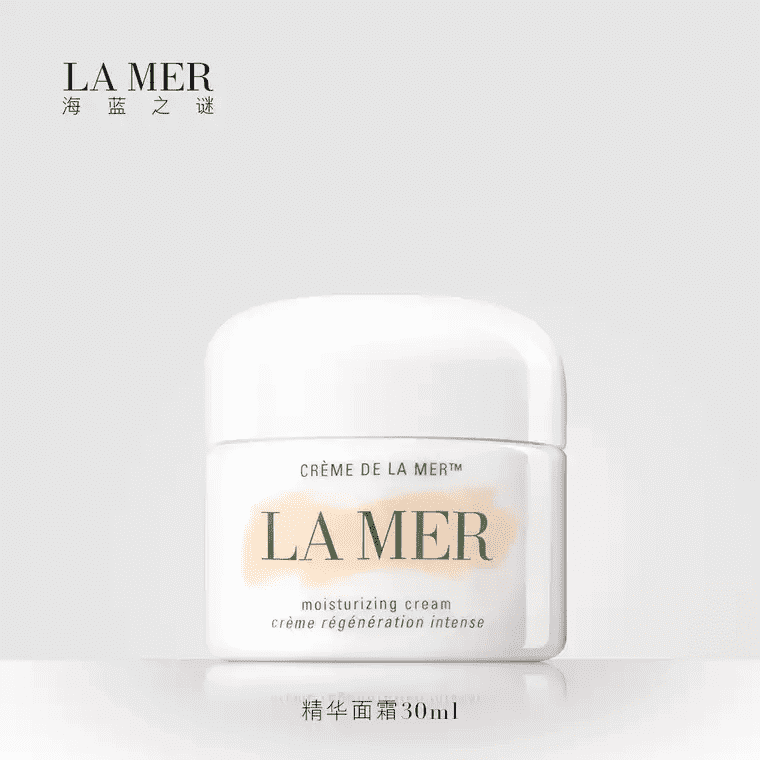 LA MER
海蓝之谜
CRÈME DE LA MER™
LA MER
moisturizing cream
crème régénération intense
精华面霜30ml